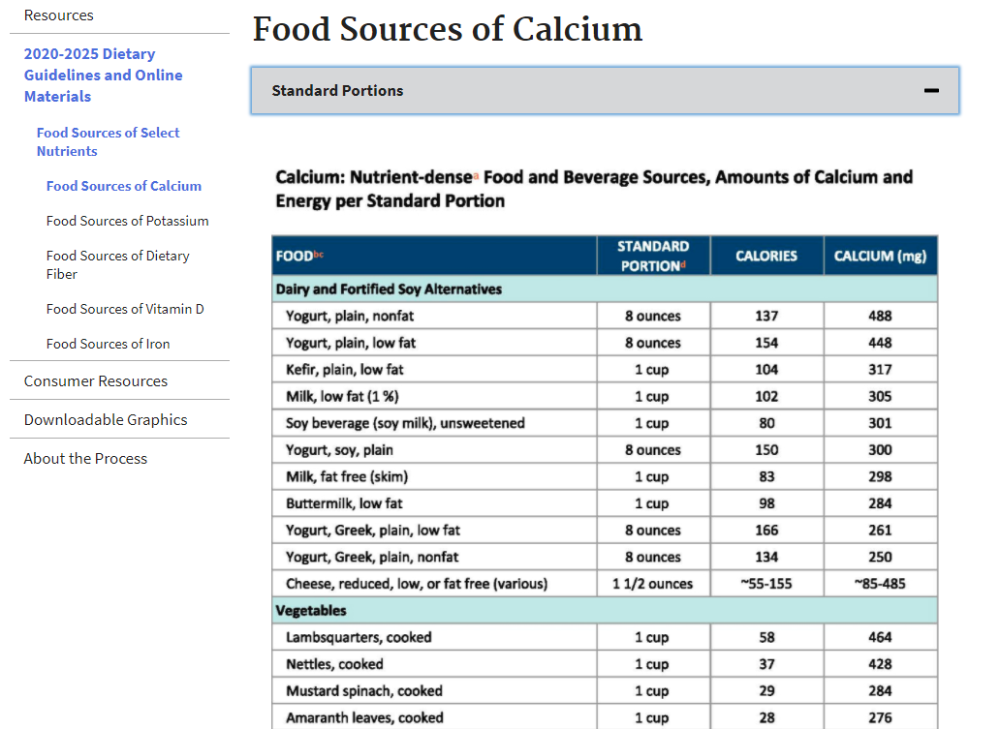 Resources
2020-2025 Dietary
Guidelines and Online
Materials
Food Sources of Select
Nutrients
Food Sources of Calcium
Food Sources of Potassium
Food Sources of Dietary
Fiber
Food Sources of Vitamin D
Food Sources of Iron
Consumer Resources
Downloadable Graphics
About the Process
Food Sources of Calcium
Standard Portions
Calcium: Nutrient-densea Food and Beverage Sources, Amounts of Calcium and
Energy per Standard Portion
FOODbc STANDARD PORTIONd CALORIES CALCIUM (mg)
Dairy and Fortified Soy Alternatives
Yogurt, plain, nonfat 8 ounces 137 488
Yogurt, plain, low fat 8 ounces 154 448
Kefir, plain, low fat 1 cup 104 317
Milk, low fat (1 %) 1 cup 102 305
Soy beverage (soy milk), unsweetened 1 cup 80 301
Yogurt, soy, plain 8 ounces 150 300
Milk, fat free (skim) 1 cup 83 298
Buttermilk, low fat 1 cup 98 284
Yogurt, Greek, plain, low fat 8 ounces 166 261
Yogurt, Greek, plain, nonfat 8 ounces 134 250
Cheese, reduced, low, or fat free (various) 1 1/2 ounces ~55-155 ~85-485
Vegetables
Lambsquarters, cooked 1 cup 58 464
Nettles, cooked 1 cup 37 428
Mustard spinach, cooked 1 cup 29 284
Amaranth leaves, cooked 1 cup 28 276